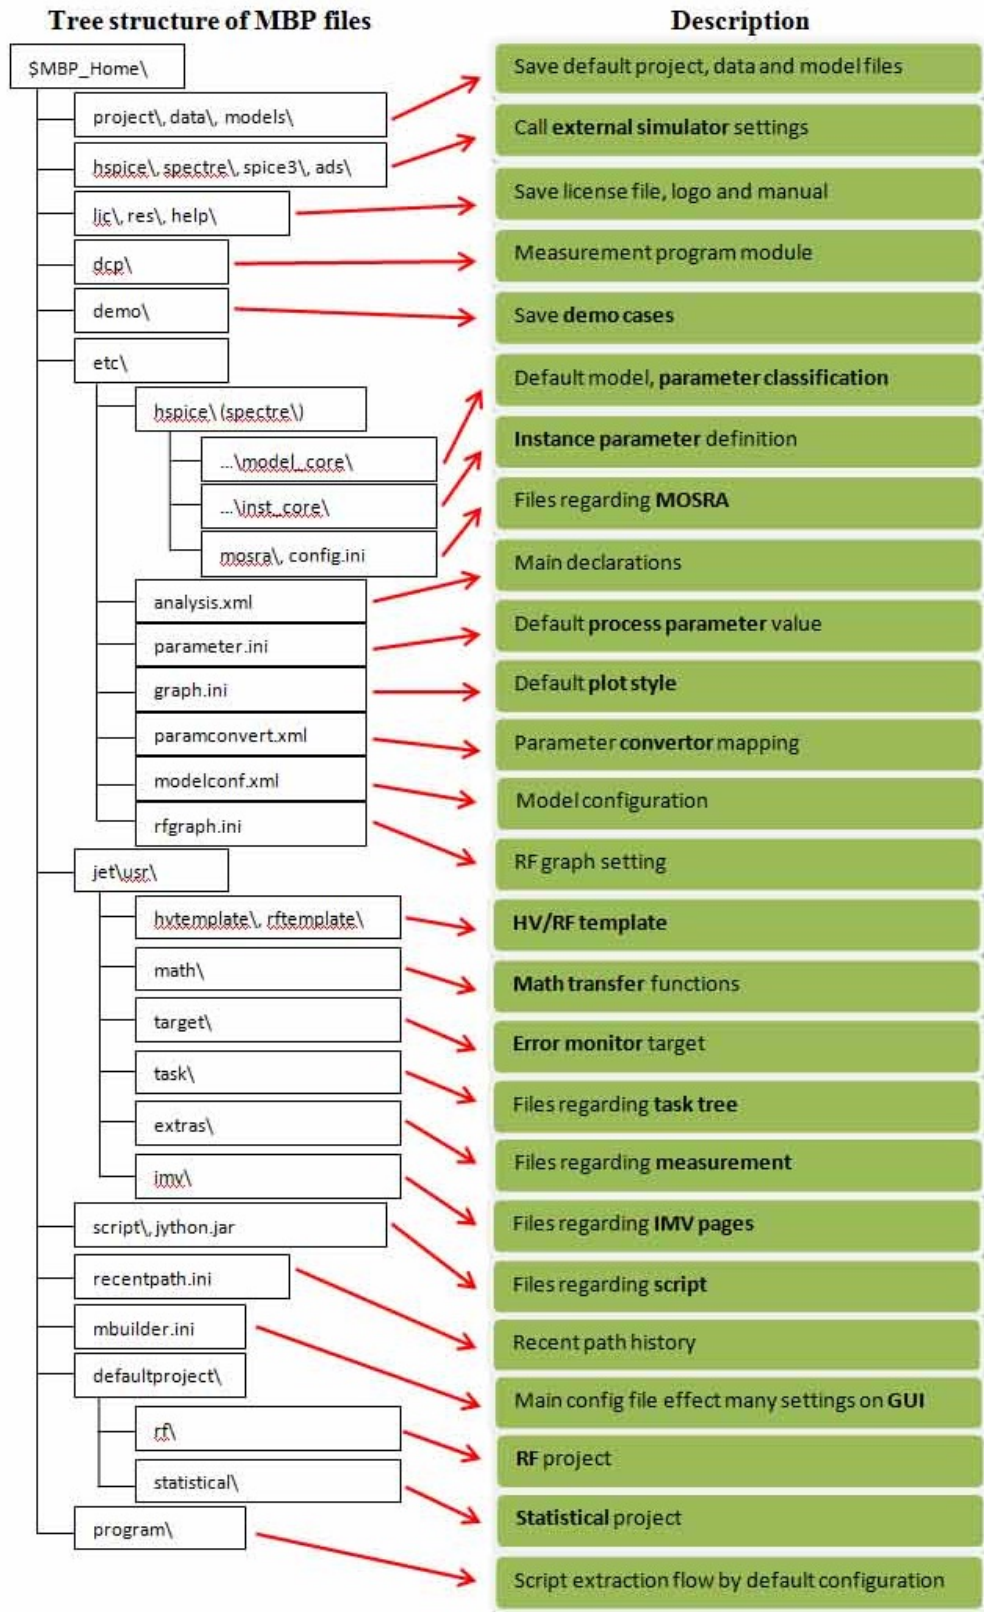 Tree structure of MBP files
Description
$MBP_Home\
Save default project, data and model files
project\, data\, models\
Call external simulator settings
hspice\, spectre\, spice3\, ads\
Save license file, logo and manual
lic\, res\, help\
Measurement program module
dcp\
Save demo cases
demo\
Default model, parameter classification
etc\
Instance parameter definition
hspice\ (spectre\)
Files regarding MOSRA
...\model_core\
Main declarations
...\inst_core\
Default process parameter value
mosra\, config.ini
Default plot style
analysis.xml
Parameter convertor mapping
parameter.ini
Model configuration
graph.ini
RF graph setting
paramconvert.xml
HV/RF template
modelconf.xml
Math transfer functions
rfgraph.ini
Error monitor target
jet\usr\
Files regarding task tree
hvtemplate\, rftemplate\
Files regarding measurement
math\
Files regarding IMV pages
target\
Files regarding script
task\
Recent path history
extras\
Main config file effect many settings on GUI
imv\
RF project
script\, jython.jar
Statistical project
recentpath.ini
Script extraction flow by default configuration
mbuilder.ini
defaultproject\
rf\
statistical\
program\